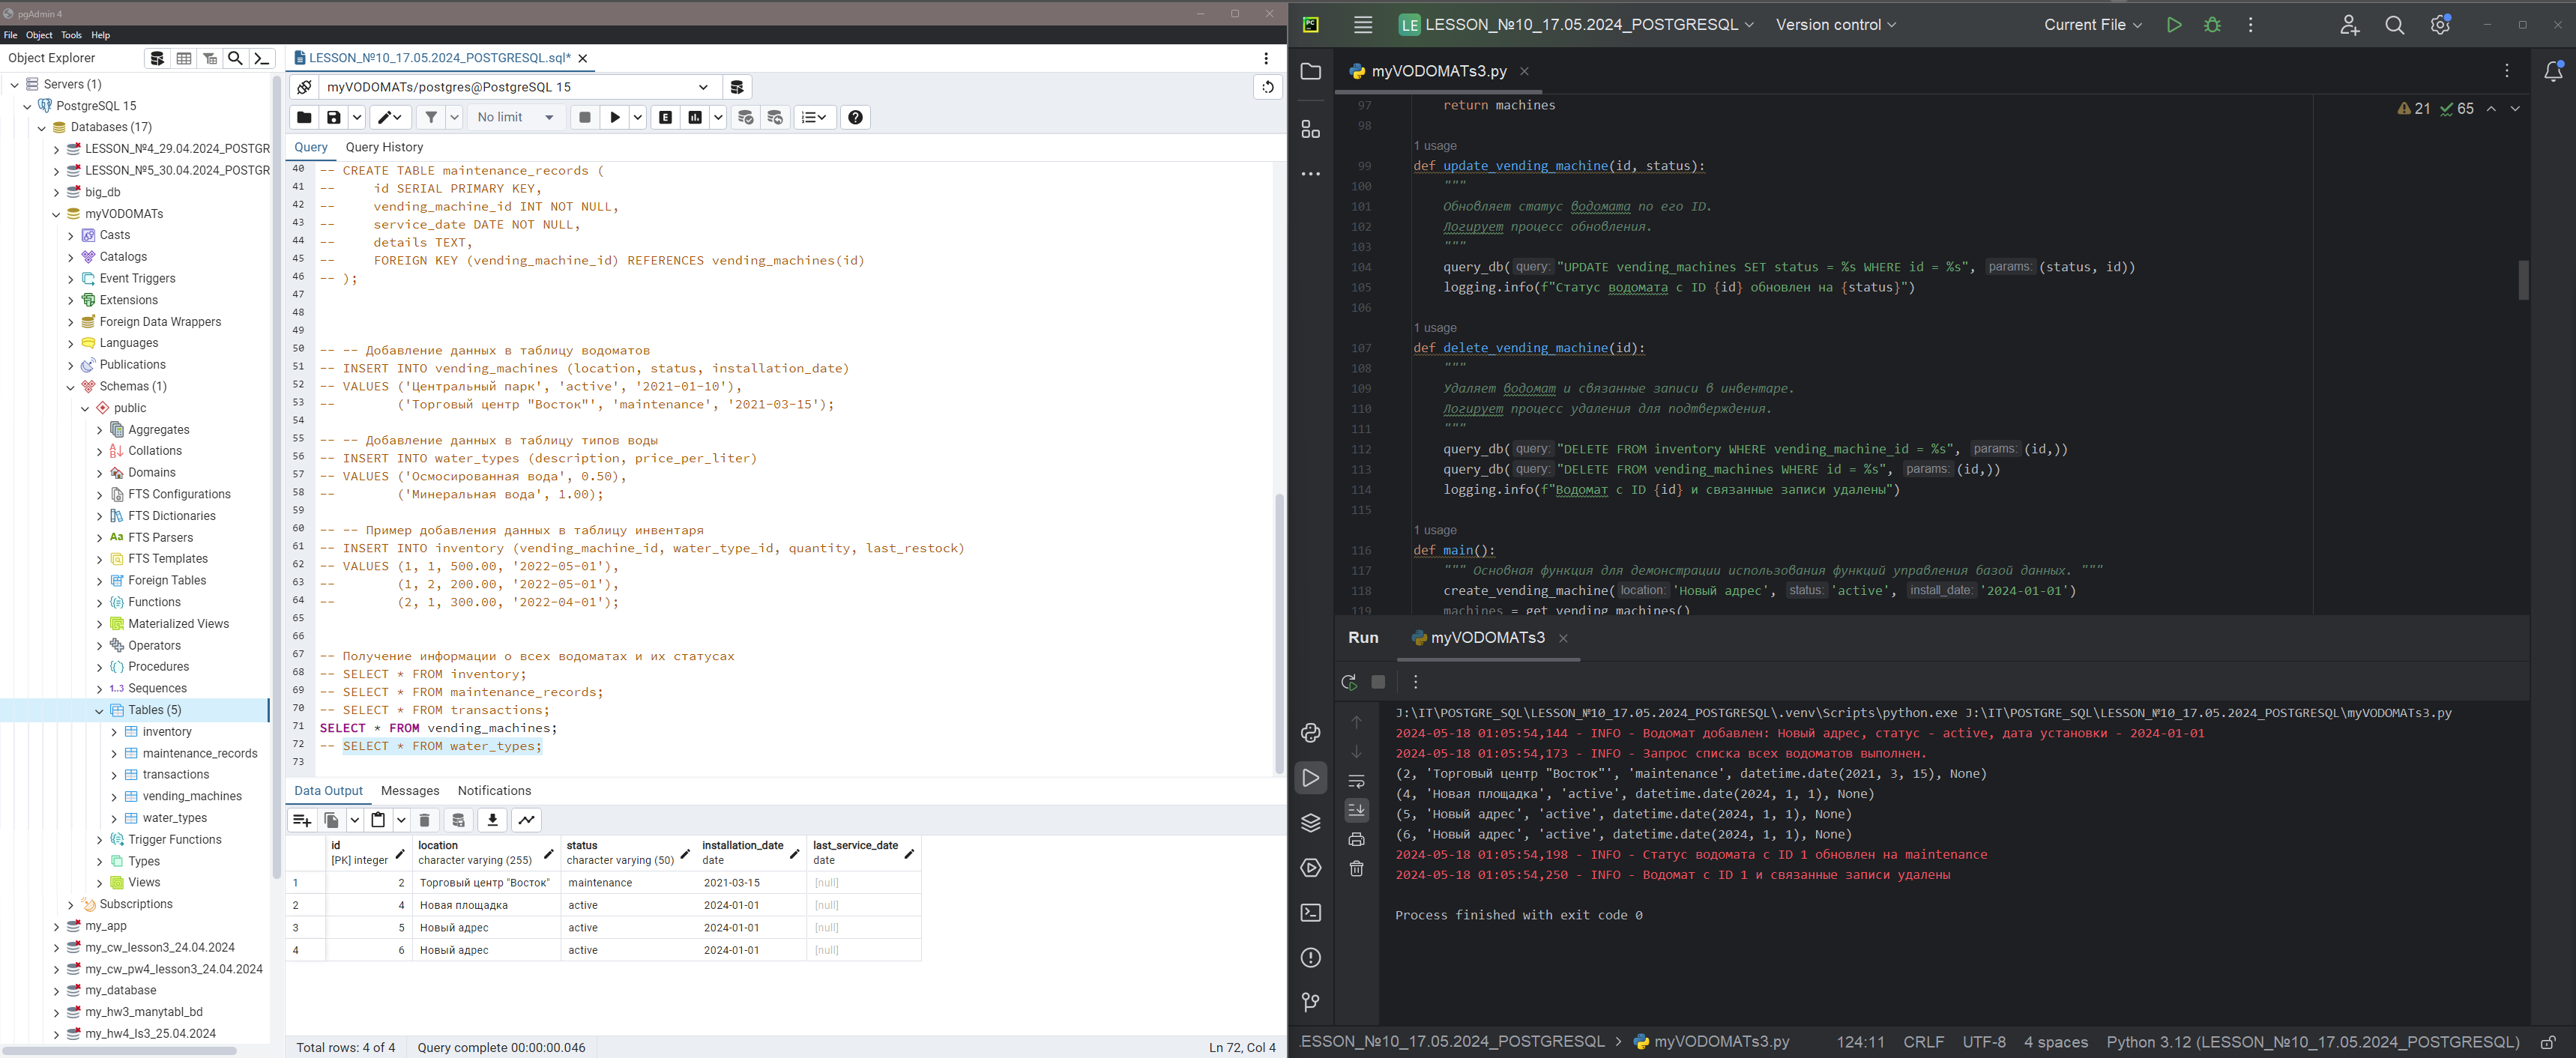 pgAdmin 4
File Object Tools Help
Object Explorer
Servers (1)
PostgreSQL 15
Databases (17)
LESSON_№4_29.04.2024_POSTGR
LESSON_№5_30.04.2024_POSTGR
big_db
myVODOMATs
Casts
Catalogs
Event Triggers
Extensions
Foreign Data Wrappers
Languages
Publications
Schemas (1)
public
Aggregates
Collations
Domains
FTS Configurations
FTS Dictionaries
FTS Parsers
FTS Templates
Foreign Tables
Functions
Materialized Views
Operators
Procedures
Sequences
Tables (5)
inventory
maintenance_records
transactions
vending_machines
water_types
Trigger Functions
Types
Views
Subscriptions
my_app
my_cw_lesson3_24.04.2024
my_cw_pw4_lesson3_24.04.2024
my_database
my_hw3_manytabl_bd
my_hw4_ls3_25.04.2024
LESSON_№10_17.05.2024_POSTGRESQL.sql*
myVODOMATs/postgres@PostgreSQL 15
No limit
Query Query History
40 -- CREATE TABLE maintenance_records (
41 --     id SERIAL PRIMARY KEY,
42 --     vending_machine_id INT NOT NULL,
43 --     service_date DATE NOT NULL,
44 --     details TEXT,
45 --     FOREIGN KEY (vending_machine_id) REFERENCES vending_machines(id)
46 -- );
47
48
49
50 -- -- Добавление данных в таблицу водоматов
51 -- INSERT INTO vending_machines (location, status, installation_date)
52 -- VALUES ('Центральный парк', 'active', '2021-01-10'),
53 --        ('Торговый центр "Восток"', 'maintenance', '2021-03-15');
54
55 -- -- Добавление данных в таблицу типов воды
56 -- INSERT INTO water_types (description, price_per_liter)
57 -- VALUES ('Осмосированная вода', 0.50),
58 --        ('Минеральная вода', 1.00);
59
60 -- -- Пример добавления данных в таблицу инвентаря
61 -- INSERT INTO inventory (vending_machine_id, water_type_id, quantity, last_restock)
62 -- VALUES (1, 1, 500.00, '2022-05-01'),
63 --        (1, 2, 200.00, '2022-05-01'),
64 --        (2, 1, 300.00, '2022-04-01');
65
66
67 -- Получение информации о всех водоматах и их статусах
68 -- SELECT * FROM inventory;
69 -- SELECT * FROM maintenance_records;
70 -- SELECT * FROM transactions;
71 SELECT * FROM vending_machines;
72 -- SELECT * FROM water_types;
73
Data Output Messages Notifications
id location status installation_date last_service_date
[PK] integer character varying (255) character varying (50) date date
1 2 Торговый центр "Восток" maintenance 2021-03-15 [null]
2 4 Новая площадка active 2024-01-01 [null]
3 5 Новый адрес active 2024-01-01 [null]
4 6 Новый адрес active 2024-01-01 [null]
Total rows: 4 of 4 Query complete 00:00:00.046 Ln 72, Col 4
PC LE LESSON_№10_17.05.2024_POSTGRESQL Version control Current File
myVODOMATs3.py
21 65
97 return machines
98
1 usage
99 def update_vending_machine(id, status):
100 """
101 Обновляет статус водомата по его ID.
102 Логирует процесс обновления.
103 """
104 query_db( query: "UPDATE vending_machines SET status = %s WHERE id = %s", params: (status, id))
105 logging.info(f"Статус водомата с ID {id} обновлен на {status}")
106
1 usage
107 def delete_vending_machine(id):
108 """
109 Удаляет водомат и связанные записи в инвентаре.
110 Логирует процесс удаления для подтверждения.
111 """
112 query_db( query: "DELETE FROM inventory WHERE vending_machine_id = %s", params: (id,))
113 query_db( query: "DELETE FROM vending_machines WHERE id = %s", params: (id,))
114 logging.info(f"Водомат с ID {id} и связанные записи удалены")
115
1 usage
116 def main():
117 """ Основная функция для демонстрации использования функций управления базой данных. """
118 create_vending_machine( location: 'Новый адрес', status: 'active', install_date: '2024-01-01')
119 machines = get_vending_machines()
Run myVODOMATs3
J:\IT\POSTGRE_SQL\LESSON_№10_17.05.2024_POSTGRESQL\.venv\Scripts\python.exe J:\IT\POSTGRE_SQL\LESSON_№10_17.05.2024_POSTGRESQL\myVODOMATs3.py
2024-05-18 01:05:54,144 - INFO - Водомат добавлен: Новый адрес, статус - active, дата установки - 2024-01-01
2024-05-18 01:05:54,173 - INFO - Запрос списка всех водоматов выполнен.
(2, 'Торговый центр "Восток"', 'maintenance', datetime.date(2021, 3, 15), None)
(4, 'Новая площадка', 'active', datetime.date(2024, 1, 1), None)
(5, 'Новый адрес', 'active', datetime.date(2024, 1, 1), None)
(6, 'Новый адрес', 'active', datetime.date(2024, 1, 1), None)
2024-05-18 01:05:54,198 - INFO - Статус водомата с ID 1 обновлен на maintenance
2024-05-18 01:05:54,250 - INFO - Водомат с ID 1 и связанные записи удалены
Process finished with exit code 0
.ESSON_№10_17.05.2024_POSTGRESQL > myVODOMATs3.py 124:11 CRLF UTF-8 4 spaces Python 3.12 (LESSON_№10_17.05.2024_POSTGRESQL)